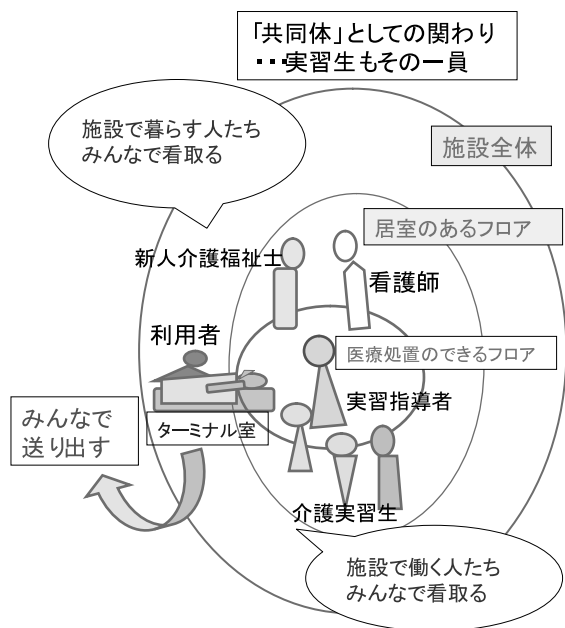 「共同体」としての関わり
・・・実習生もその一員
施設で暮らす人たち
みんなで看取る
施設全体
居室のあるフロア
新人介護福祉士
看護師
利用者
医療処置のできるフロア
実習指導者
みんなで
送り出す
ターミナル室
介護実習生
施設で働く人たち
みんなで看取る